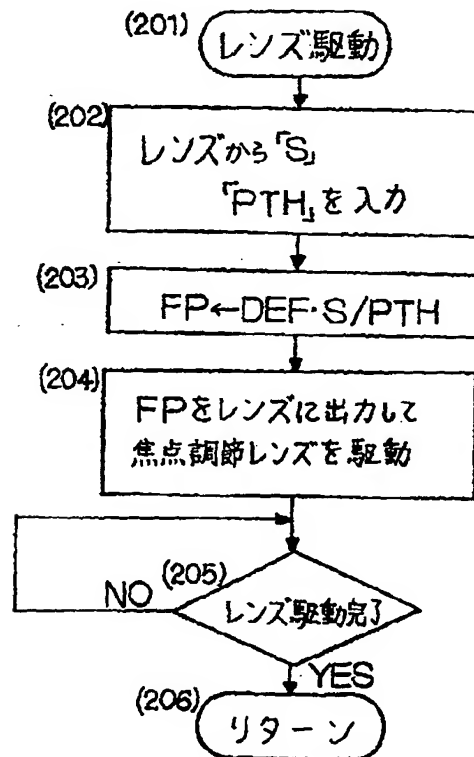 (201)
レンズ駆動
(202)
レンズから「S」
「PTH」を入力
(203)
FP←DEF・S/PTH
(204)
FPをレンズに出力して
焦点調節レンズを駆動
(205)
レンズ駆動完了
NO
YES
(206)
リターン